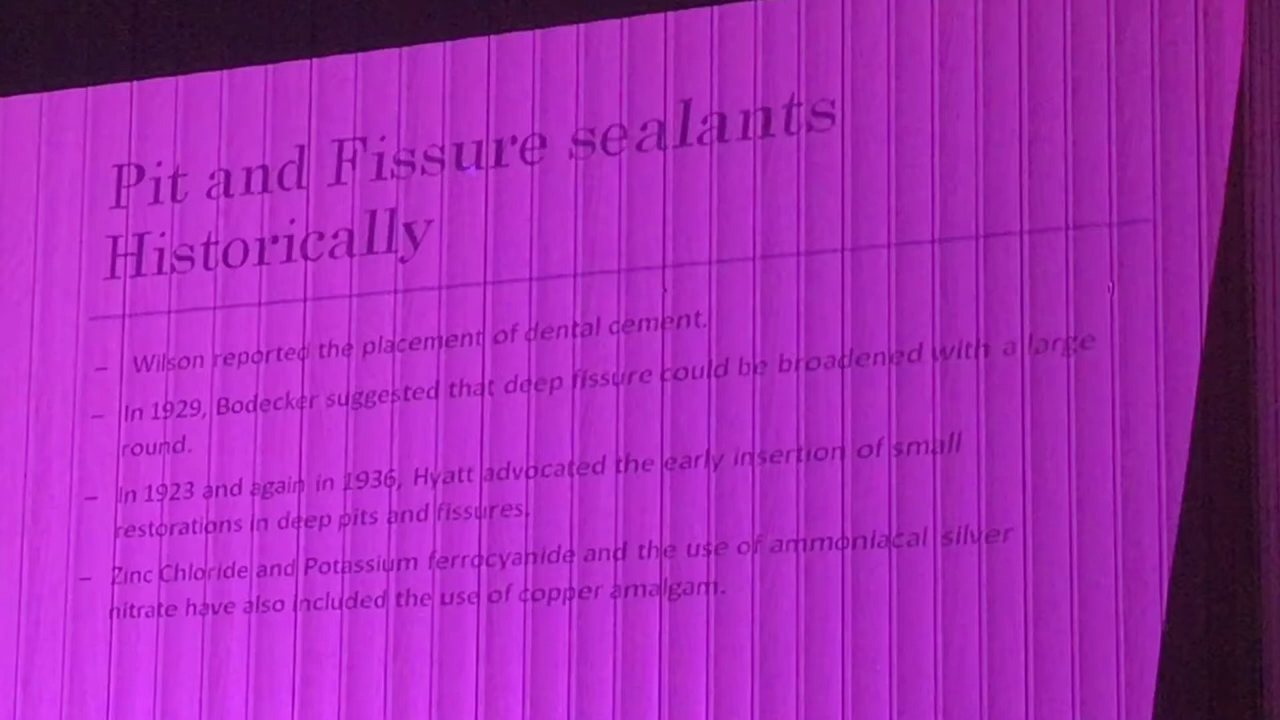 Pit and Fissure sealants
Historically
– Wilson reported the placement of dental cement.
– In 1929, Bodecker suggested that deep fissure could be broadened with a large
round.
– In 1923 and again in 1936, Hyatt advocated the early insertion of small
restorations in deep pits and fissures.
– Zinc Chloride and Potassium ferrocyanide and the use of ammoniacal silver
nitrate have also included the use of copper amalgam.